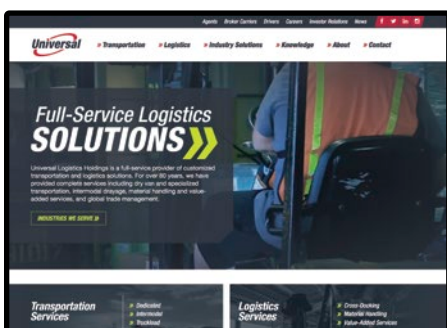 Agents Broker Carriers Drivers Careers Investor Relations News
Universal
» Transportation » Logistics » Industry Solutions » Knowledge » About » Contact
Full-Service Logistics
SOLUTIONS »
Universal Logistics Holdings is a full-service provider of customized
transportation and logistics solutions. For over 80 years, we have
provided complete services including dry van and specialized
transportation, intermodal drayage, material handling and value-
added services, and global trade management.
INDUSTRIES WE SERVE »
Transportation
Services
» Dedicated
» Intermodal
» Truckload
Logistics
Services
» Cross-Docking
» Material Handling
» Value-Added Services